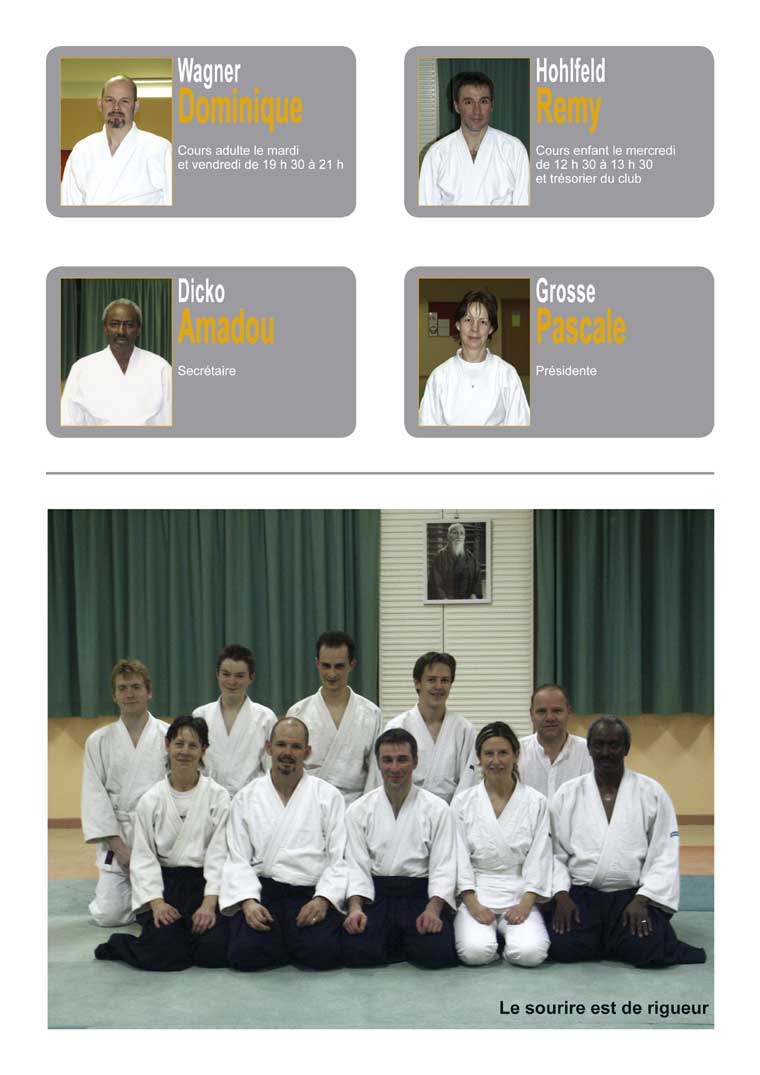 Wagner
Dominique
Cours adulte le mardi
et vendredi de 19 h 30 à 21 h
Hohlfeld
Remy
Cours enfant le mercredi
de 12 h 30 à 13 h 30
et trésorier du club
Dicko
Amadou
Secrétaire
Grosse
Pascale
Présidente
Le sourire est de rigueur